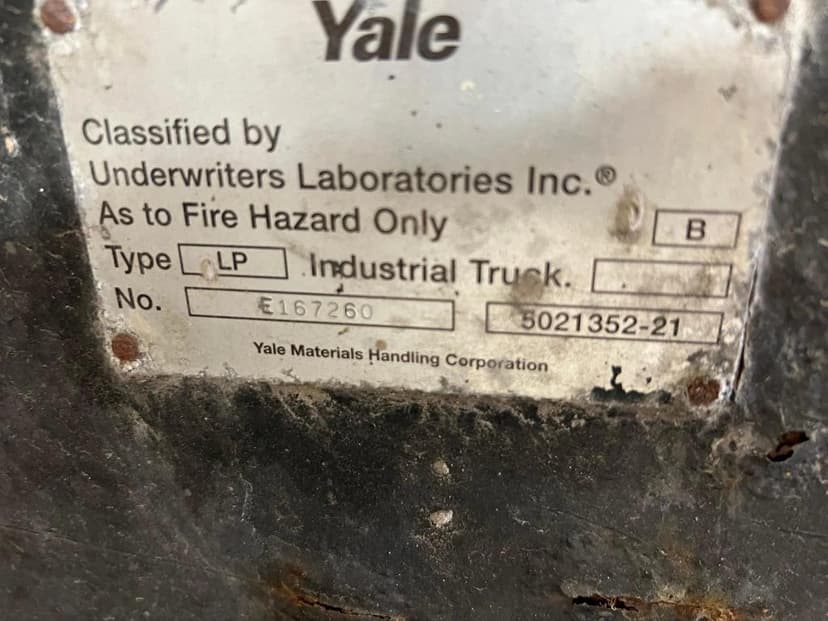 Yale
Classified by
Underwriters Laboratories Inc.®
As to Fire Hazard Only B
Type LP Industrial Truck.
No. E167260 5021352-21
Yale Materials Handling Corporation